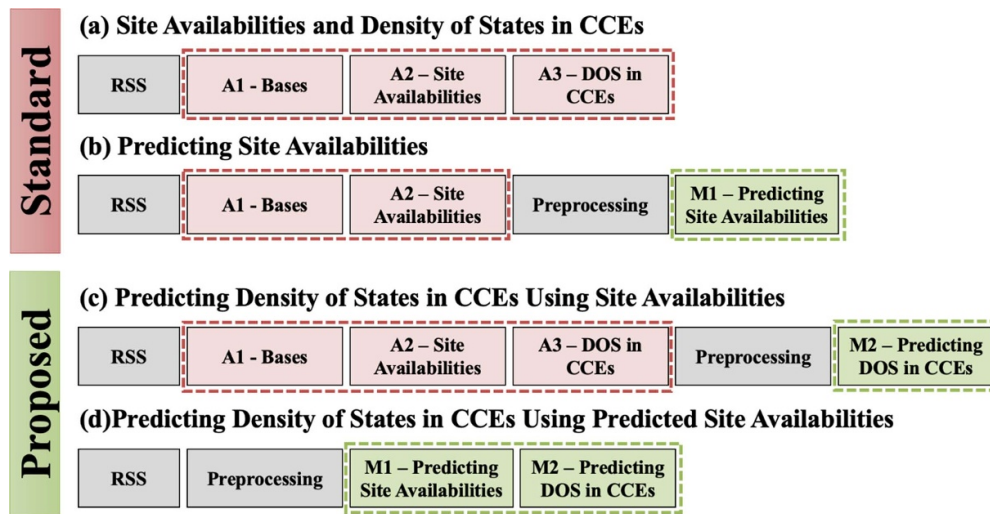 Standard
(a) Site Availabilities and Density of States in CCEs
RSS
A1 - Bases
A2 – Site
Availabilities
A3 – DOS in
CCEs
(b) Predicting Site Availabilities
RSS
A1 - Bases
A2 – Site
Availabilities
Preprocessing
M1 – Predicting
Site Availabilities
Proposed
(c) Predicting Density of States in CCEs Using Site Availabilities
RSS
A1 - Bases
A2 – Site
Availabilities
A3 – DOS in
CCEs
Preprocessing
M2 – Predicting
DOS in CCEs
(d)Predicting Density of States in CCEs Using Predicted Site Availabilities
RSS
Preprocessing
M1 – Predicting
Site Availabilities
M2 – Predicting
DOS in CCEs